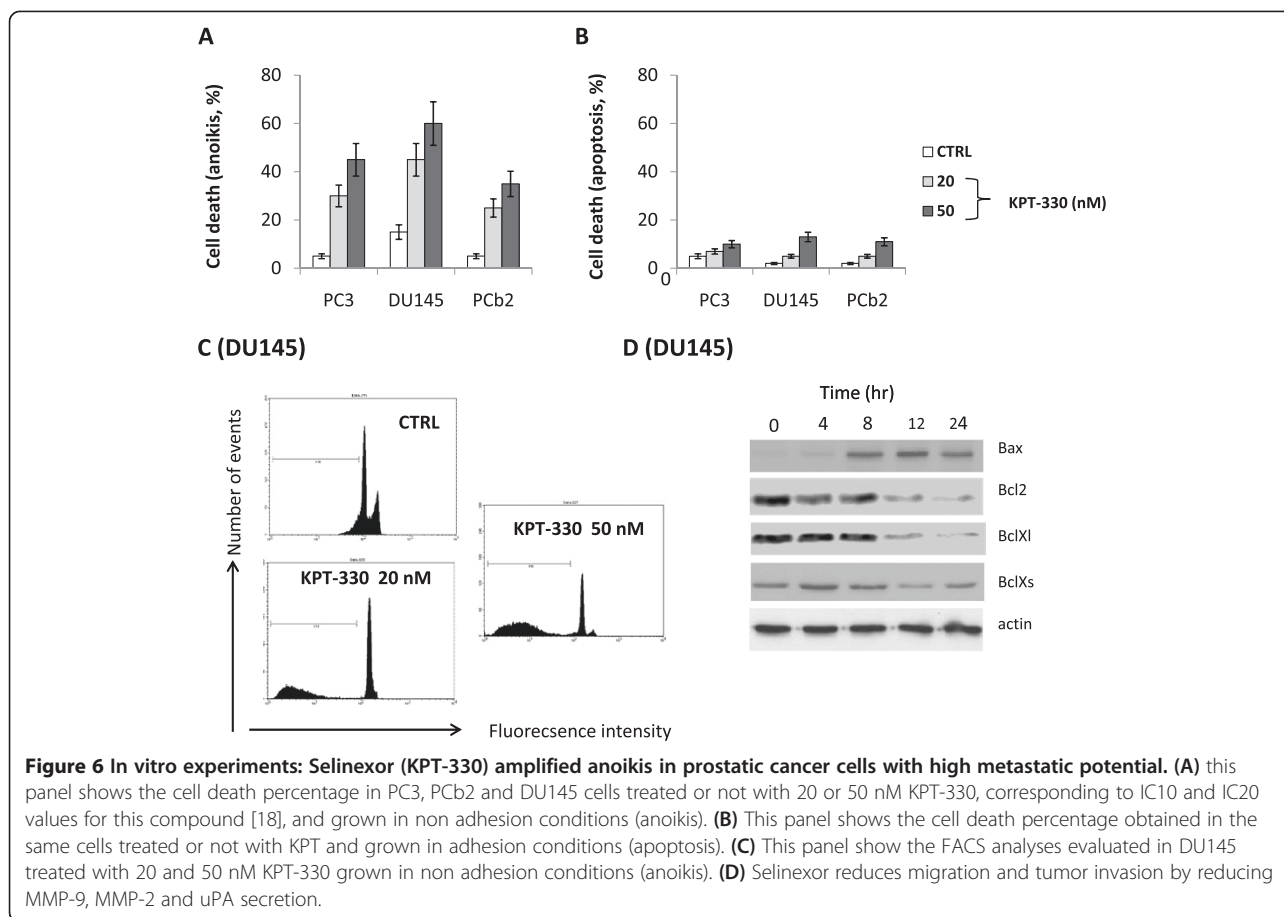 A
B
Cell death (anoikis, %)
80
60
40
20
0
PC3
DU145
PCb2
Cell death (apoptosis, %)
80
60
40
20
0
0
PC3
DU145
PCb2
CTRL
20
50
KPT-330 (nM)
C (DU145)
D (DU145)
Number of events
CTRL
KPT-330 20 nM
KPT-330 50 nM
Fluorecsence intensity
Time (hr)
0 4 8 12 24
Bax
Bcl2
BclXl
BclXs
actin
Figure 6 In vitro experiments: Selinexor (KPT-330) amplified anoikis in prostatic cancer cells with high metastatic potential. (A) this
panel shows the cell death percentage in PC3, PCb2 and DU145 cells treated or not with 20 or 50 nM KPT-330, corresponding to IC10 and IC20
values for this compound [18], and grown in non adhesion conditions (anoikis). (B) This panel shows the cell death percentage obtained in the
same cells treated or not with KPT and grown in adhesion conditions (apoptosis). (C) This panel show the FACS analyses evaluated in DU145
treated with 20 and 50 nM KPT-330 grown in non adhesion conditions (anoikis). (D) Selinexor reduces migration and tumor invasion by reducing
MMP-9, MMP-2 and uPA secretion.